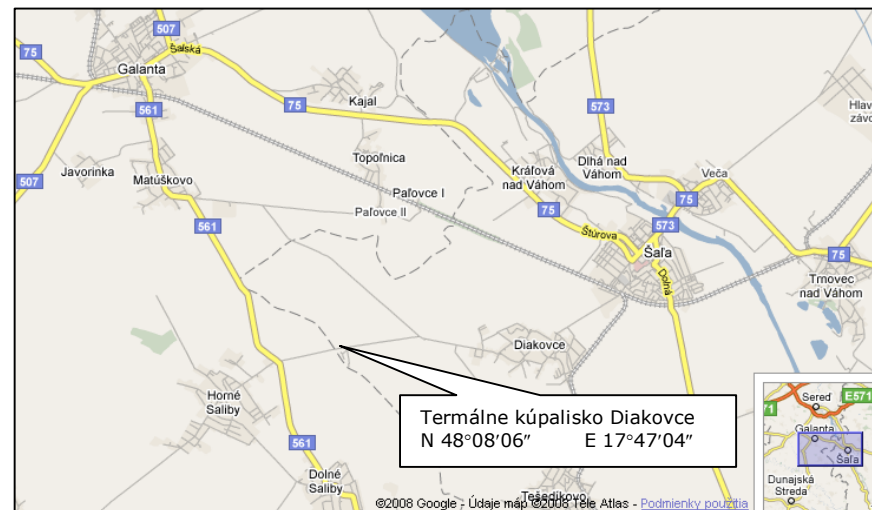 507
Šalská
75
Galanta
Kajal
561
75
573
Hlav
závo
Topoľnica
Javorinka
Matúškovo
Kráľová
nad Váhom
Dlhá nad
Váhom
Veča
507
Paľovce I
Paľovce II
75
75
561
573
Štúrova
Šaľa
75
Dolná
Trnovec
nad Váhom
Diakovce
Horné
Saliby
Termálne kúpalisko Diakovce
N 48°08′06″ E 17°47′04″
561
Dolné
Saliby
Tešedíkovo
Sereď
E571
71
Galanta
Šaľa
Dunajská
Streda
©2008 Google - Údaje máp ©2008 Tele Atlas - Podmienky použitia